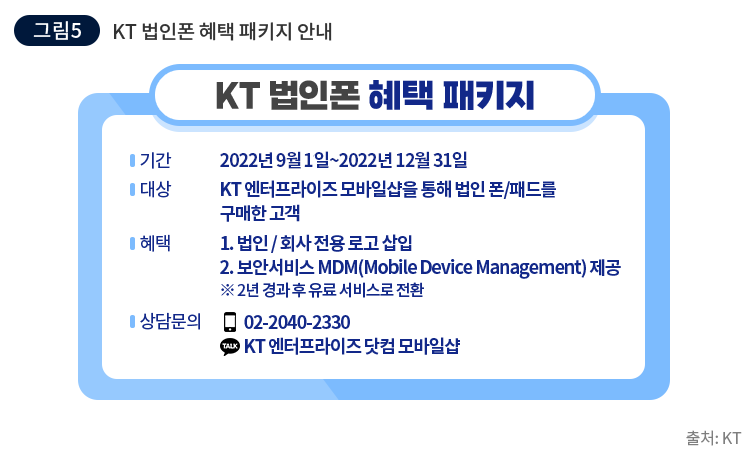 그림5 KT 법인폰 혜택 패키지 안내
KT 법인폰 혜택 패키지
기간 2022년 9월 1일~2022년 12월 31일
대상 KT 엔터프라이즈 모바일샵을 통해 법인 폰/패드를
구매한 고객
혜택 1. 법인 / 회사 전용 로고 삽입
2. 보안서비스 MDM(Mobile Device Management) 제공
※ 2년 경과 후 유료 서비스로 전환
상담문의 02-2040-2330
TALK KT 엔터프라이즈 닷컴 모바일샵
출처: KT